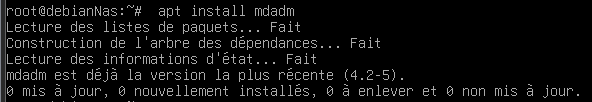 root@debianNas:~#  apt install mdadm
Lecture des listes de paquets... Fait
Construction de l'arbre des dépendances... Fait
Lecture des informations d'état... Fait
mdadm est déjà la version la plus récente (4.2-5).
0 mis à jour, 0 nouvellement installés, 0 à enlever et 0 non mis à jour.